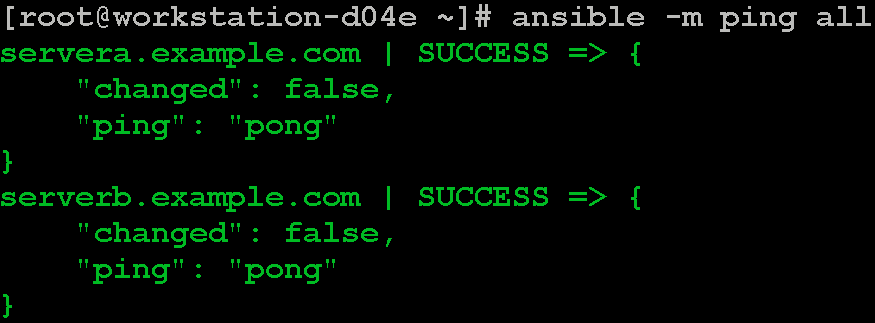 [root@workstation-d04e ~]# ansible -m ping all
servera.example.com | SUCCESS => {
    "changed": false,
    "ping": "pong"
}
serverb.example.com | SUCCESS => {
    "changed": false,
    "ping": "pong"
}